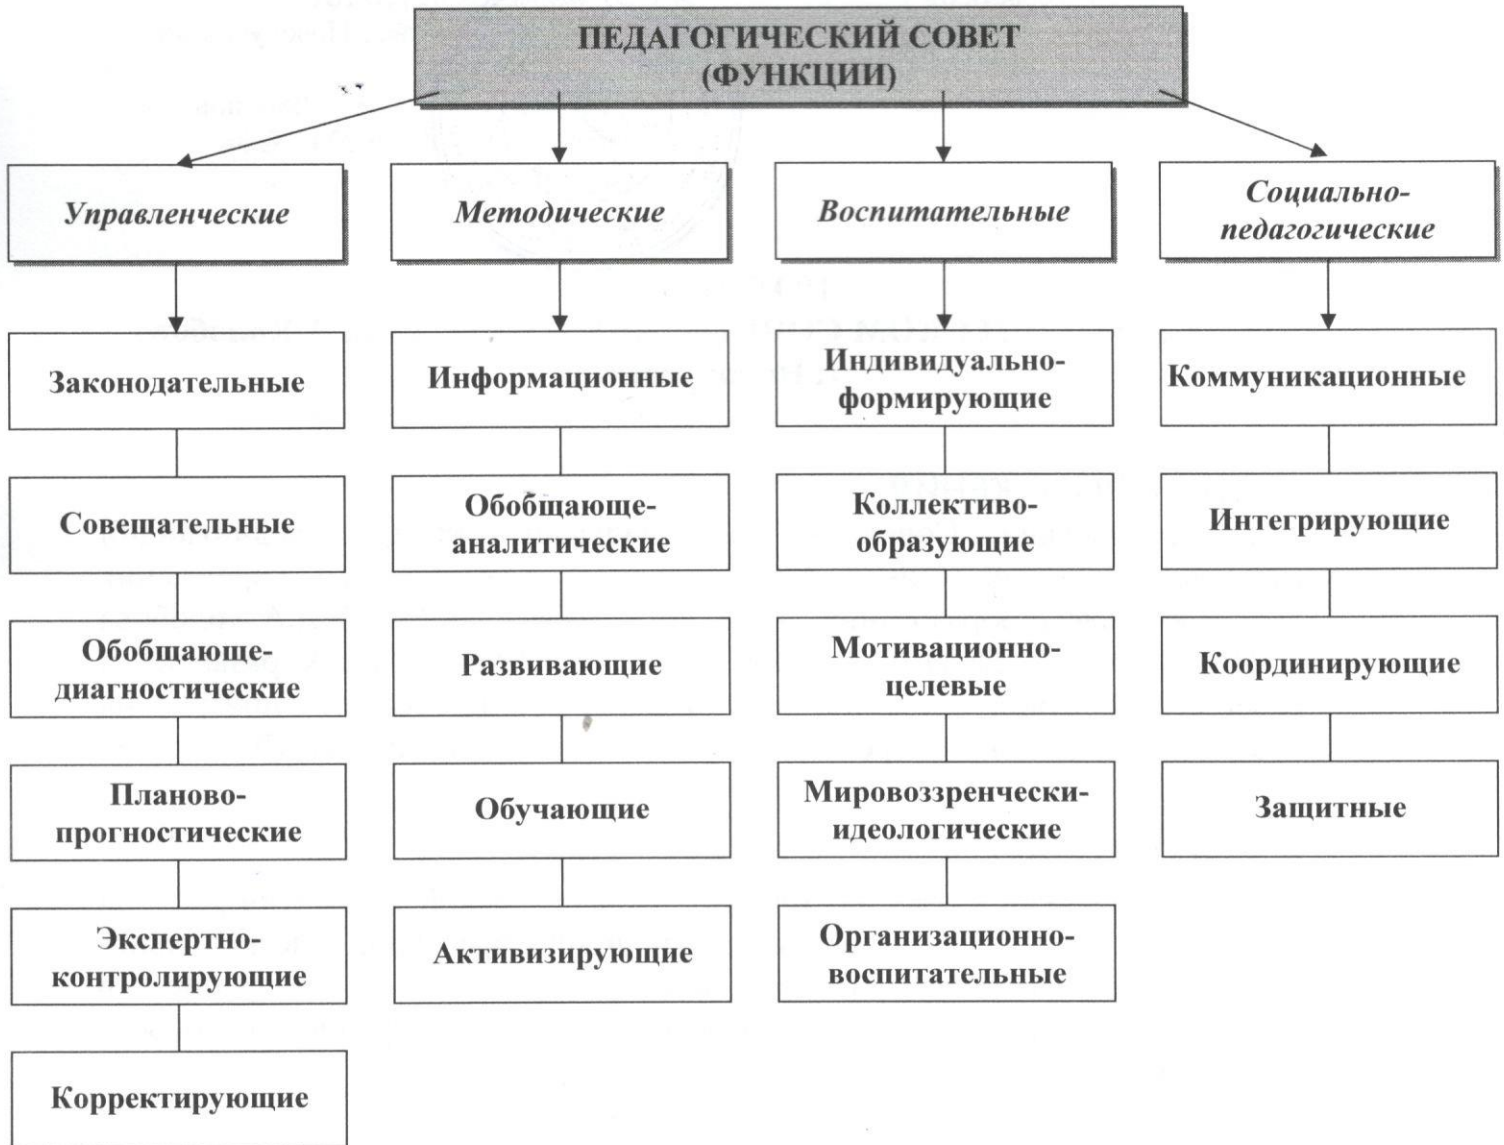 ПЕДАГОГИЧЕСКИЙ СОВЕТ
(ФУНКЦИИ)
Управленческие
Законодательные
Совещательные
Обобщающе-
диагностические
Планово-
прогностические
Экспертно-
контролирующие
Корректирующие
Методические
Информационные
Обобщающе-
аналитические
Развивающие
Обучающие
Активизирующие
Воспитательные
Индивидуально-
формирующие
Коллективо-
образующие
Мотивационно-
целевые
Мировоззренчески-
идеологические
Организационно-
воспитательные
Социально-
педагогические
Коммуникационные
Интегрирующие
Координирующие
Защитные